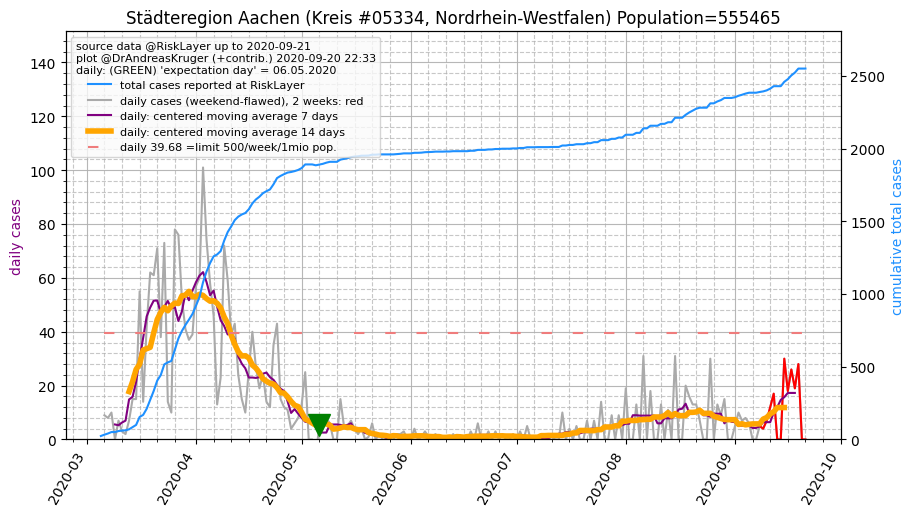 Städteregion Aachen (Kreis #05334, Nordrhein-Westfalen) Population=555465
source data @RiskLayer up to 2020-09-21
plot @DrAndreasKruger (+contrib.) 2020-09-20 22:33
daily: (GREEN) 'expectation day' = 06.05.2020
total cases reported at RiskLayer
daily cases (weekend-flawed), 2 weeks: red
daily: centered moving average 7 days
daily: centered moving average 14 days
daily 39.68 =limit 500/week/1mio pop.
daily cases
140
120
100
80
60
40
20
0
cumulative total cases
2500
2000
1500
1000
500
0
2020-03
2020-04
2020-05
2020-06
2020-07
2020-08
2020-09
2020-10